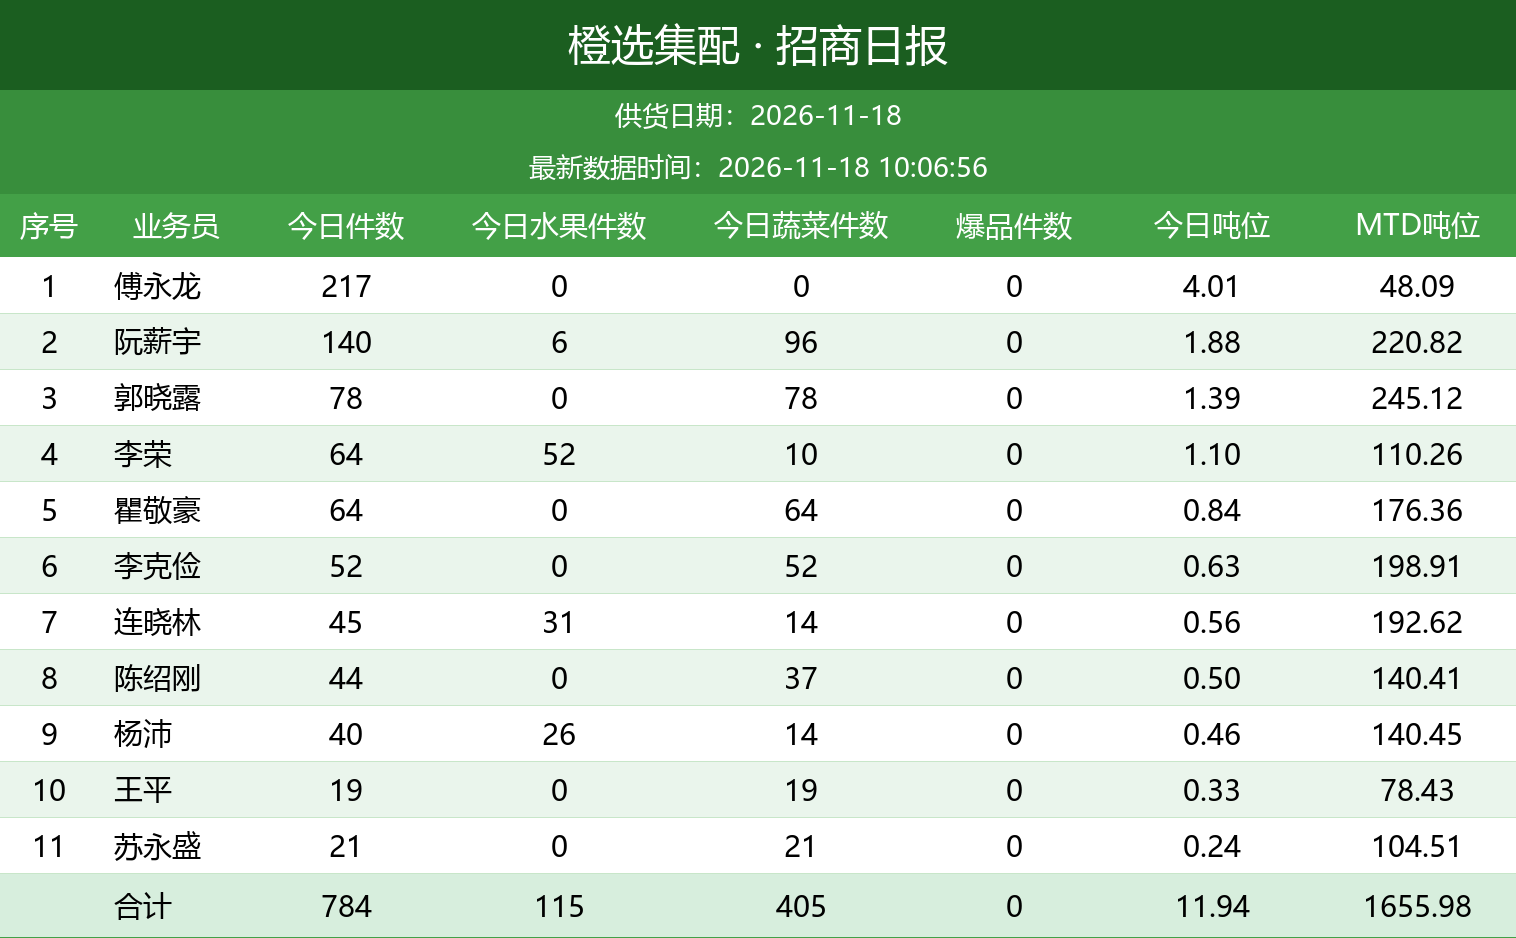 橙选集配 · 招商日报
供货日期：2026-11-18
最新数据时间：2026-11-18 10:06:56
序号 业务员 今日件数 今日水果件数 今日蔬菜件数 爆品件数 今日吨位 MTD吨位
1 傅永龙 217 0 0 0 4.01 48.09
2 阮薪宇 140 6 96 0 1.88 220.82
3 郭晓露 78 0 78 0 1.39 245.12
4 李荣 64 52 10 0 1.10 110.26
5 瞿敬豪 64 0 64 0 0.84 176.36
6 李克俭 52 0 52 0 0.63 198.91
7 连晓林 45 31 14 0 0.56 192.62
8 陈绍刚 44 0 37 0 0.50 140.41
9 杨沛 40 26 14 0 0.46 140.45
10 王平 19 0 19 0 0.33 78.43
11 苏永盛 21 0 21 0 0.24 104.51
合计 784 115 405 0 11.94 1655.98